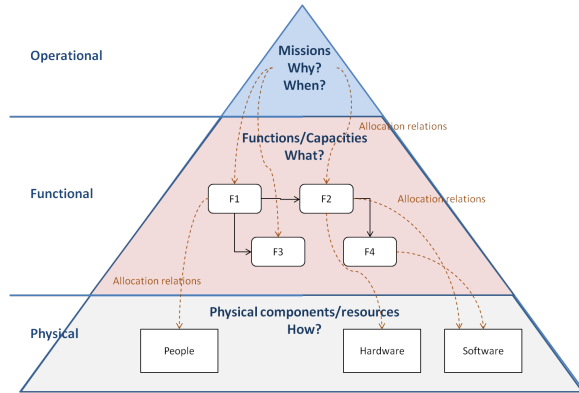 Missions
Operational
Why?
When?
Allocation relations
Functions/Capacities
What?
Functional
F1
F2
Allocation relations
F3
F4
Allocation relations
Physical components/resources
How?
Physical
People
Hardware
Software